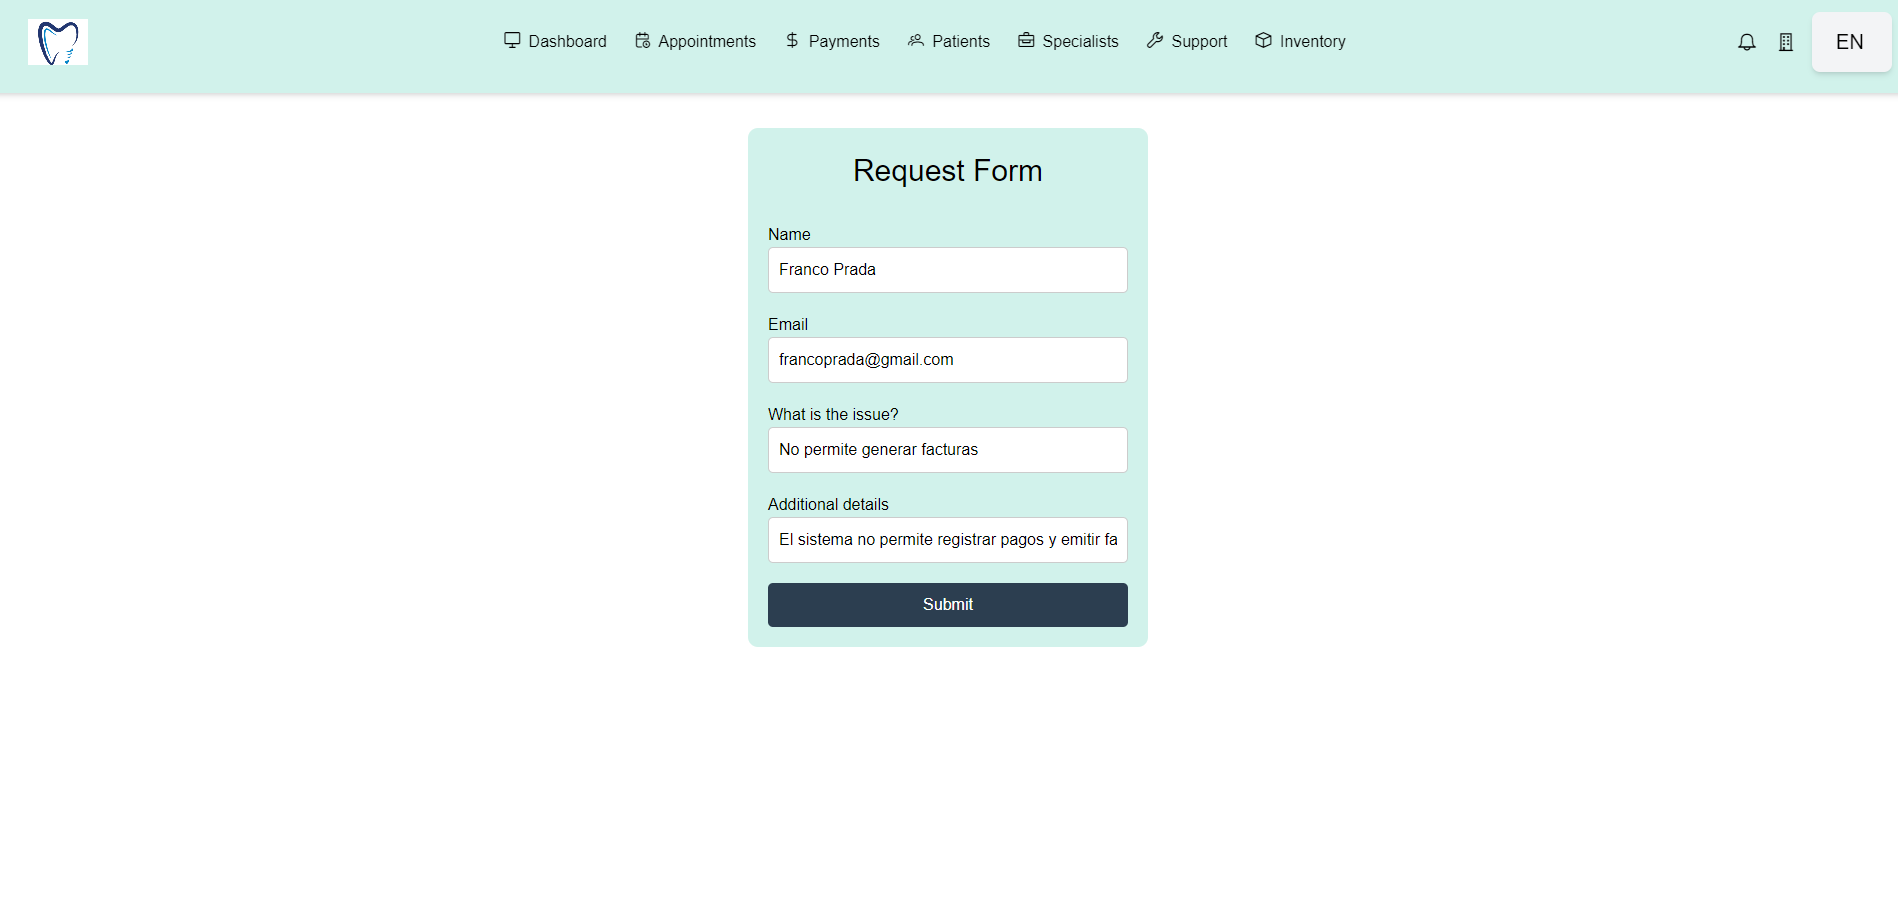 Dashboard Appointments Payments Patients Specialists Support Inventory EN
Request Form
Name
Franco Prada
Email
francoprada@gmail.com
What is the issue?
No permite generar facturas
Additional details
El sistema no permite registrar pagos y emitir fa
Submit